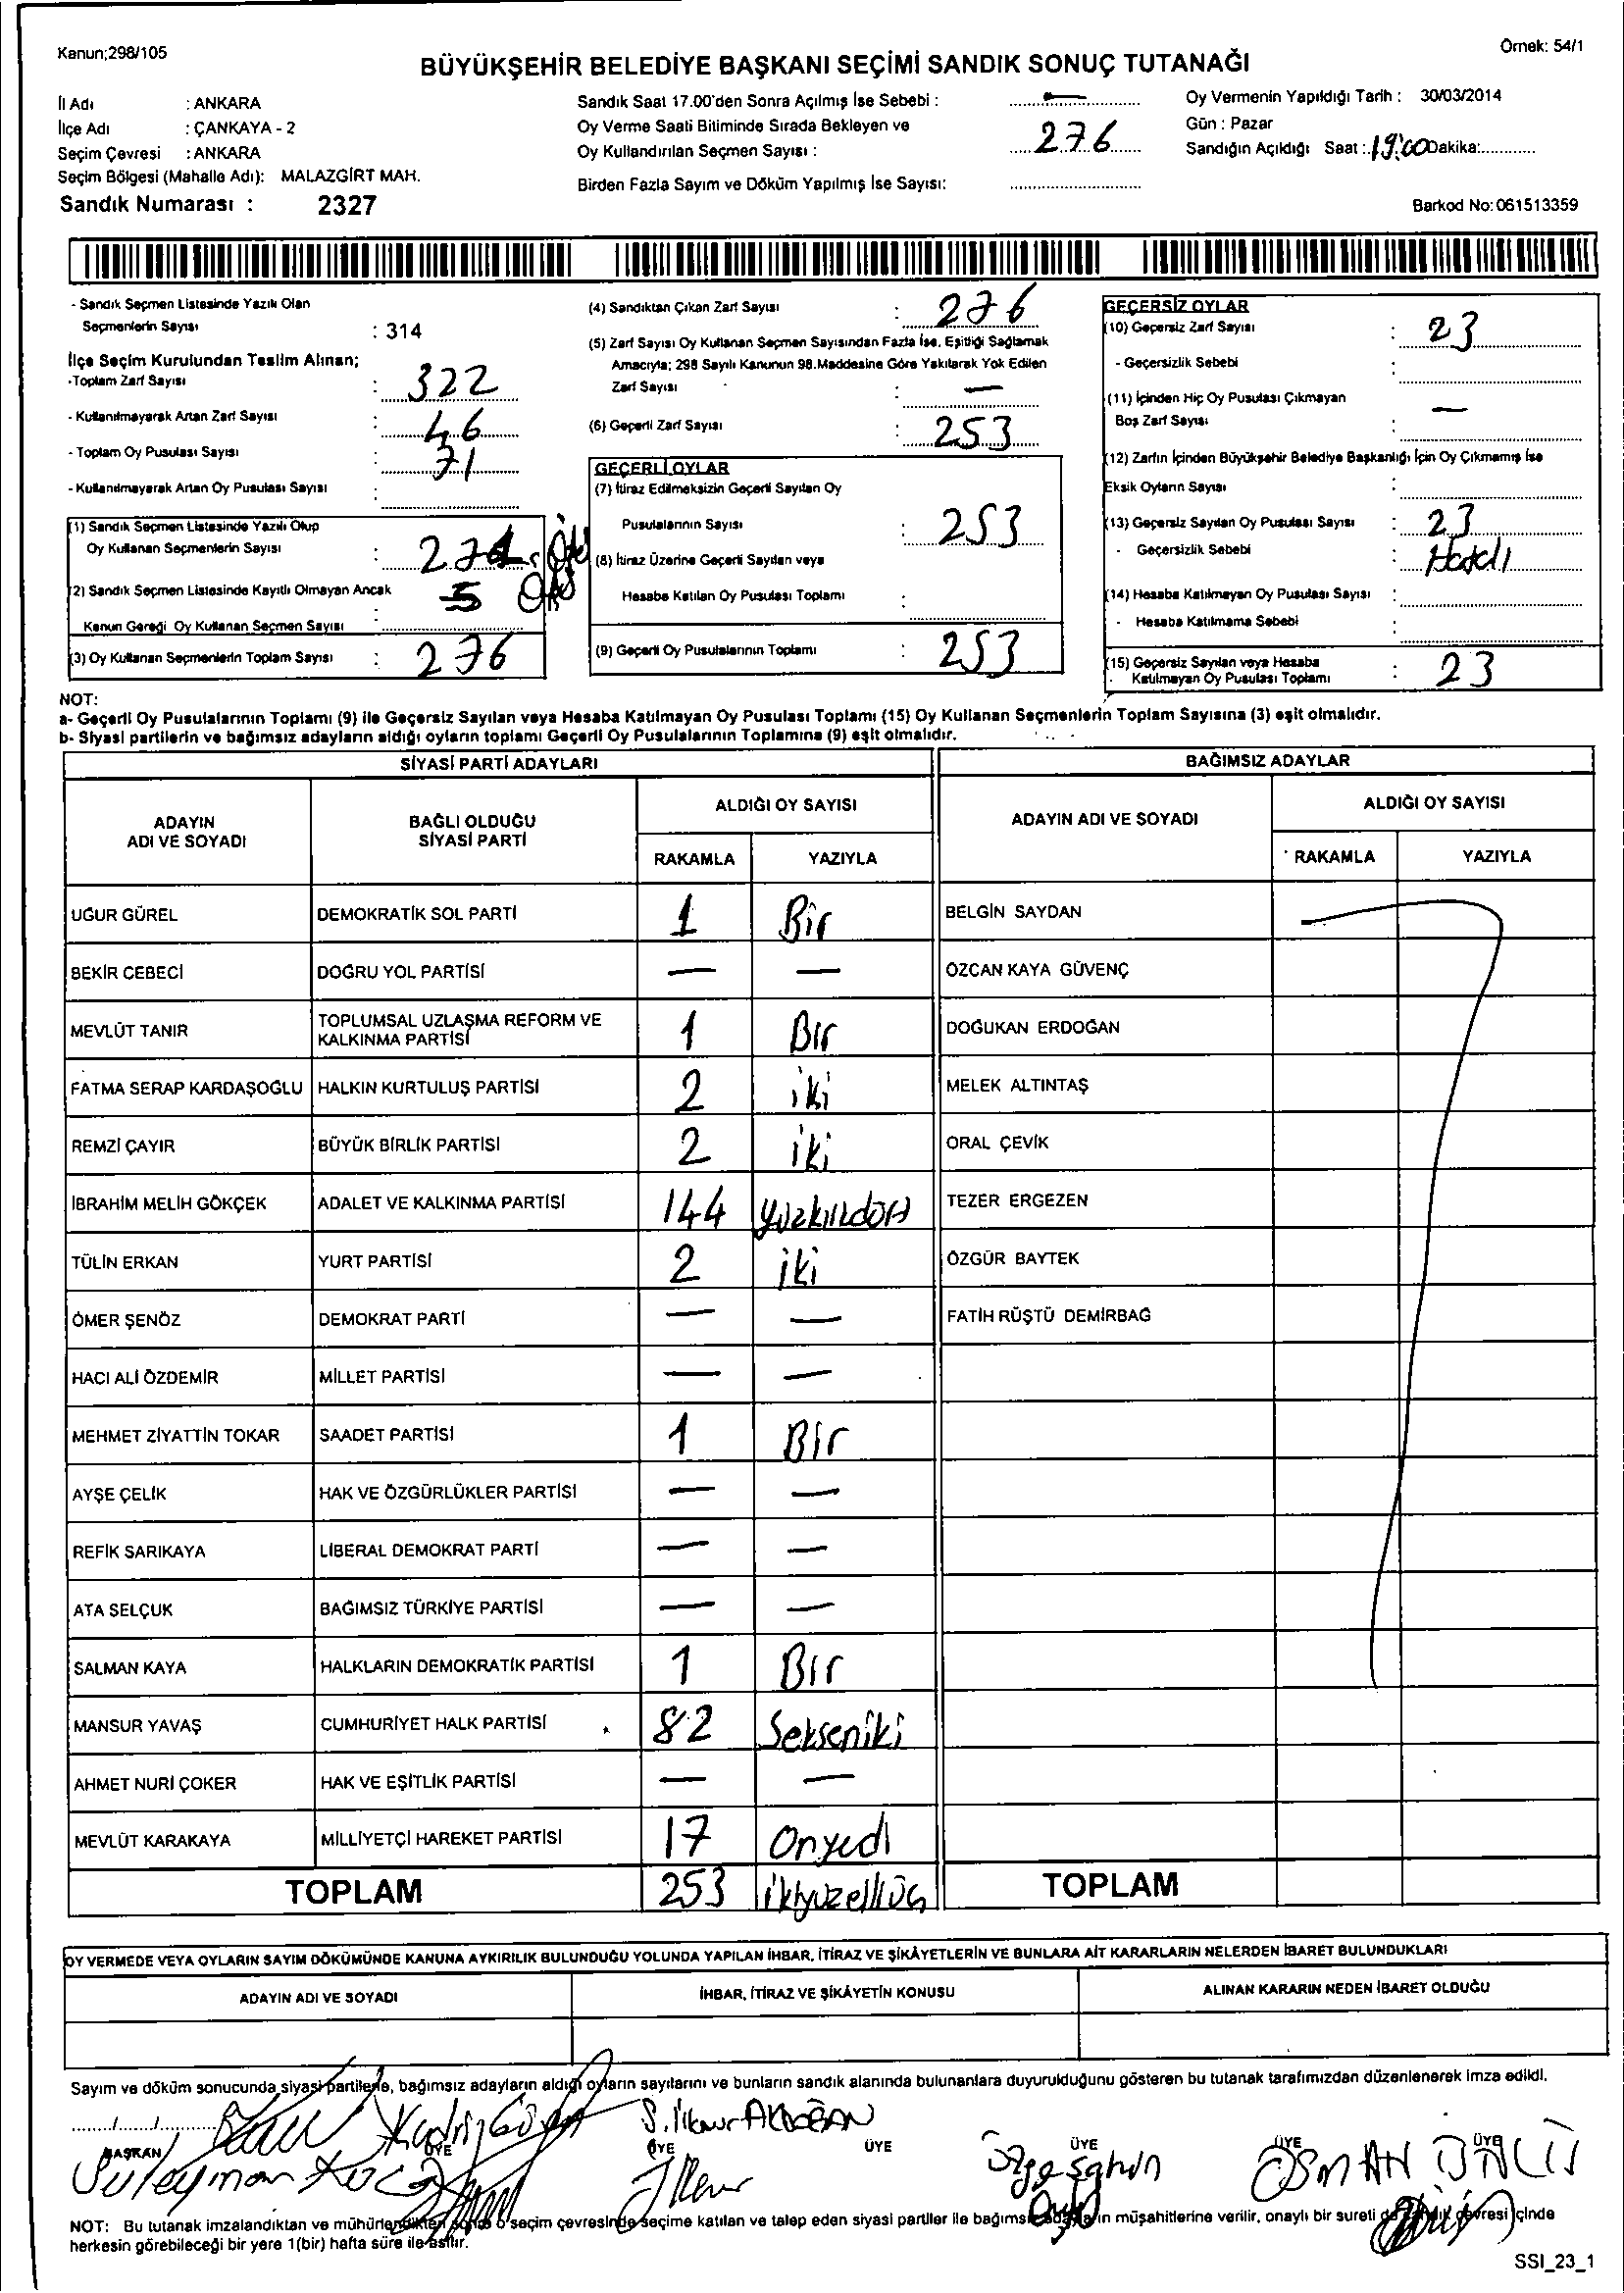 Kanun;298/105
Örnek: 54/1
BÜYÜKŞEHİR BELEDİYE BAŞKANI SEÇİMİ SANDIK SONUÇ TUTANAĞI
İl Adı : ANKARA
İlçe Adı : ÇANKAYA - 2
Seçim Çevresi : ANKARA
Seçim Bölgesi (Mahalle Adı): MALAZGİRT MAH.
Sandık Numarası : 2327
Sandık Saat 17.00'den Sonra Açılmış İse Sebebi : —
Oy Verme Saati Bitiminde Sırada Bekleyen ve
Oy Kullandırılan Seçmen Sayısı : 276
Birden Fazla Sayım ve Döküm Yapılmış İse Sayısı:
Oy Vermenin Yapıldığı Tarih : 30/03/2014
Gün : Pazar
Sandığın Açıldığı Saat : 19:00 Dakika:
Barkod No:061513359
- Sandık Seçmen Listesinde Yazılı Olan
Seçmenlerin Sayısı : 314
İlçe Seçim Kurulundan Teslim Alınan;
-Toplam Zarf Sayısı : 322
- Kullanılmayarak Artan Zarf Sayısı : 46
- Toplam Oy Pusulası Sayısı : 71
- Kullanılmayarak Artan Oy Pusulası Sayısı :
(1) Sandık Seçmen Listesinde Yazılı Olup
Oy Kullanan Seçmenlerin Sayısı : 271
(2) Sandık Seçmen Listesinde Kayıtlı Olmayan Ancak
Kanun Gereği Oy Kullanan Seçmen Sayısı : 5
(3) Oy Kullanan Seçmenlerin Toplam Sayısı : 276
(4) Sandıktan Çıkan Zarf Sayısı : 276
(5) Zarf Sayısı Oy Kullanan Seçmen Sayısından Fazla İse, Eşitliği Sağlamak
Amacıyla; 298 Sayılı Kanunun 98.Maddesine Göre Yakılarak Yok Edilen
Zarf Sayısı : —
(6) Geçerli Zarf Sayısı : 253
GEÇERLİ OYLAR
(7) İtiraz Edilmeksizin Geçerli Sayılan Oy
Pusulalarının Sayısı : 253
(8) İtiraz Üzerine Geçerli Sayılan veya
Hesaba Katılan Oy Pusulası Toplamı :
(9) Geçerli Oy Pusulalarının Toplamı : 253
GEÇERSİZ OYLAR
(10) Geçersiz Zarf Sayısı : 23
- Geçersizlik Sebebi :
(11) İçinden Hiç Oy Pusulası Çıkmayan
Boş Zarf Sayısı : —
(12) Zarfın İçinden Büyükşehir Belediye Başkanlığı İçin Oy Çıkmamış İse
Eksik Oyların Sayısı :
(13) Geçersiz Sayılan Oy Pusulası Sayısı : 23
- Geçersizlik Sebebi : Hatalı
(14) Hesaba Katılmayan Oy Pusulası Sayısı :
- Hesaba Katılmama Sebebi :
(15) Geçersiz Sayılan veya Hesaba
Katılmayan Oy Pusulası Toplamı : 23
NOT:
a- Geçerli Oy Pusulalarının Toplamı (9) ile Geçersiz Sayılan veya Hesaba Katılmayan Oy Pusulası Toplamı (15) Oy Kullanan Seçmenlerin Toplam Sayısına (3) eşit olmalıdır.
b- Siyasi partilerin ve bağımsız adayların aldığı oyların toplamı Geçerli Oy Pusulalarının Toplamına (9) eşit olmalıdır.
SİYASİ PARTİ ADAYLARI
ADAYIN ADI VE SOYADI BAĞLI OLDUĞU SİYASİ PARTİ ALDIĞI OY SAYISI RAKAMLA YAZIYLA
UĞUR GÜREL DEMOKRATİK SOL PARTİ 1 Bir
BEKİR CEBECİ DOĞRU YOL PARTİSİ — —
MEVLÜT TANIR TOPLUMSAL UZLAŞMA REFORM VE KALKINMA PARTİSİ 1 Bir
FATMA SERAP KARDAŞOĞLU HALKIN KURTULUŞ PARTİSİ 2 iki
REMZİ ÇAYIR BÜYÜK BİRLİK PARTİSİ 2 iki
İBRAHİM MELİH GÖKÇEK ADALET VE KALKINMA PARTİSİ 144 yüzkırkdört
TÜLİN ERKAN YURT PARTİSİ 2 iki
ÖMER ŞENÖZ DEMOKRAT PARTİ — —
HACI ALİ ÖZDEMİR MİLLET PARTİSİ — —
MEHMET ZİYATTİN TOKAR SAADET PARTİSİ 1 Bir
AYŞE ÇELİK HAK VE ÖZGÜRLÜKLER PARTİSİ — —
REFİK SARIKAYA LİBERAL DEMOKRAT PARTİ — —
ATA SELÇUK BAĞIMSIZ TÜRKİYE PARTİSİ — —
SALMAN KAYA HALKLARIN DEMOKRATİK PARTİSİ 1 Bir
MANSUR YAVAŞ CUMHURİYET HALK PARTİSİ 82 Sekseniki
AHMET NURİ ÇOKER HAK VE EŞİTLİK PARTİSİ — —
MEVLÜT KARAKAYA MİLLİYETÇİ HAREKET PARTİSİ 17 Onyedi
TOPLAM 253 ikiyüzellüç
BAĞIMSIZ ADAYLAR
ADAYIN ADI VE SOYADI ALDIĞI OY SAYISI RAKAMLA YAZIYLA
BELGİN SAYDAN
ÖZCAN KAYA GÜVENÇ
DOĞUKAN ERDOĞAN
MELEK ALTINTAŞ
ORAL ÇEVİK
TEZER ERGEZEN
ÖZGÜR BAYTEK
FATİH RÜŞTÜ DEMİRBAĞ
TOPLAM
OY VERMEDE VEYA OYLARIN SAYIM DÖKÜMÜNDE KANUNA AYKIRILIK BULUNDUĞU YOLUNDA YAPILAN İHBAR, İTİRAZ VE ŞİKÂYETLERİN VE BUNLARA AİT KARARLARIN NELERDEN İBARET BULUNDUKLARI
ADAYIN ADI VE SOYADI İHBAR, İTİRAZ VE ŞİKÂYETİN KONUSU ALINAN KARARIN NEDEN İBARET OLDUĞU
Sayım ve döküm sonucunda siyasi partilerle, bağımsız adayların aldığı oyların sayılarını ve bunların sandık alanında bulunanlara duyurulduğunu gösteren bu tutanak tarafımızdan düzenlenerek imza edildi.
S. İlknur AKDOĞAN
BAŞKAN ÜYE ÜYE ÜYE ÜYE ÜYE ÜYE
Süleyman Özge Şahin OSMAN ÜNLÜ
NOT: Bu tutanak imzalandıktan ve mühürlendikten sonra o seçim çevresinde seçime katılan ve talep eden siyasi partiler ile bağımsız adayların müşahitlerine verilir, onaylı bir sureti de sandık çevresi içinde
herkesin görebileceği bir yere 1(bir) hafta süre ile asılır.
SSI_23_1